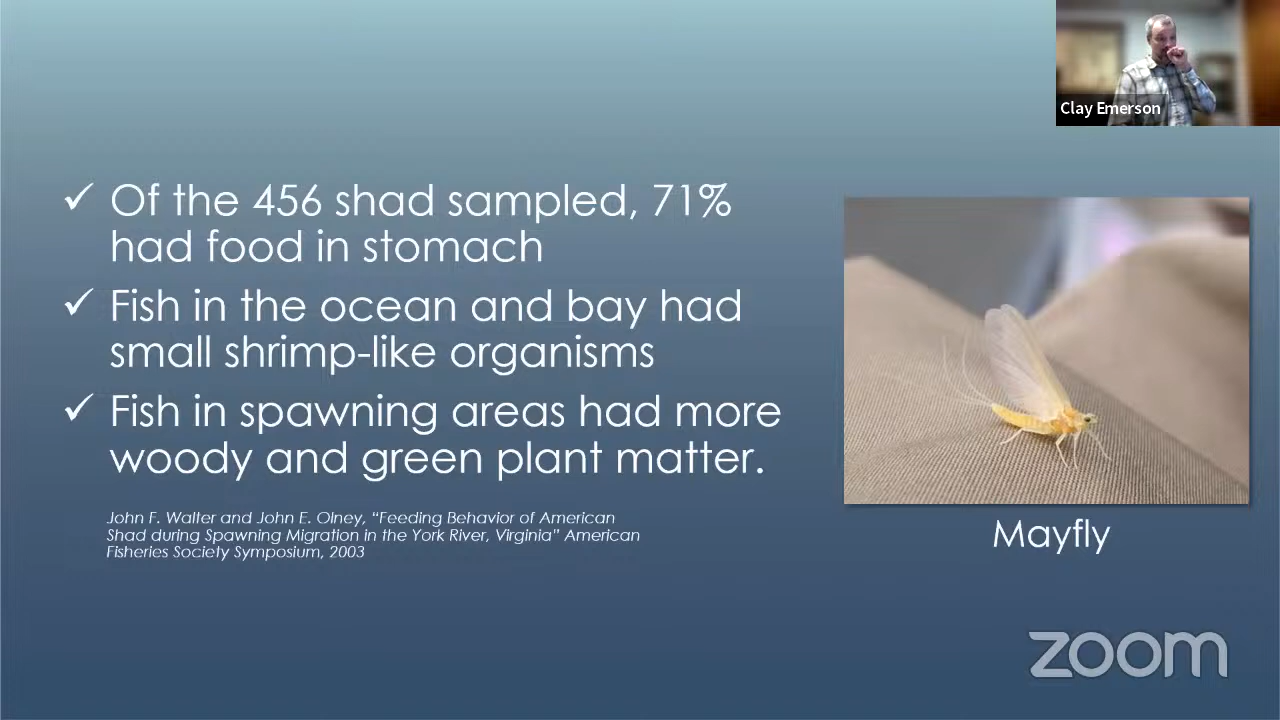 Clay Emerson
✓ Of the 456 shad sampled, 71%
had food in stomach
✓ Fish in the ocean and bay had
small shrimp-like organisms
✓ Fish in spawning areas had more
woody and green plant matter.
John F. Walter and John E. Olney, “Feeding Behavior of American
Shad during Spawning Migration in the York River, Virginia” American
Fisheries Society Symposium, 2003
Mayfly
zoom